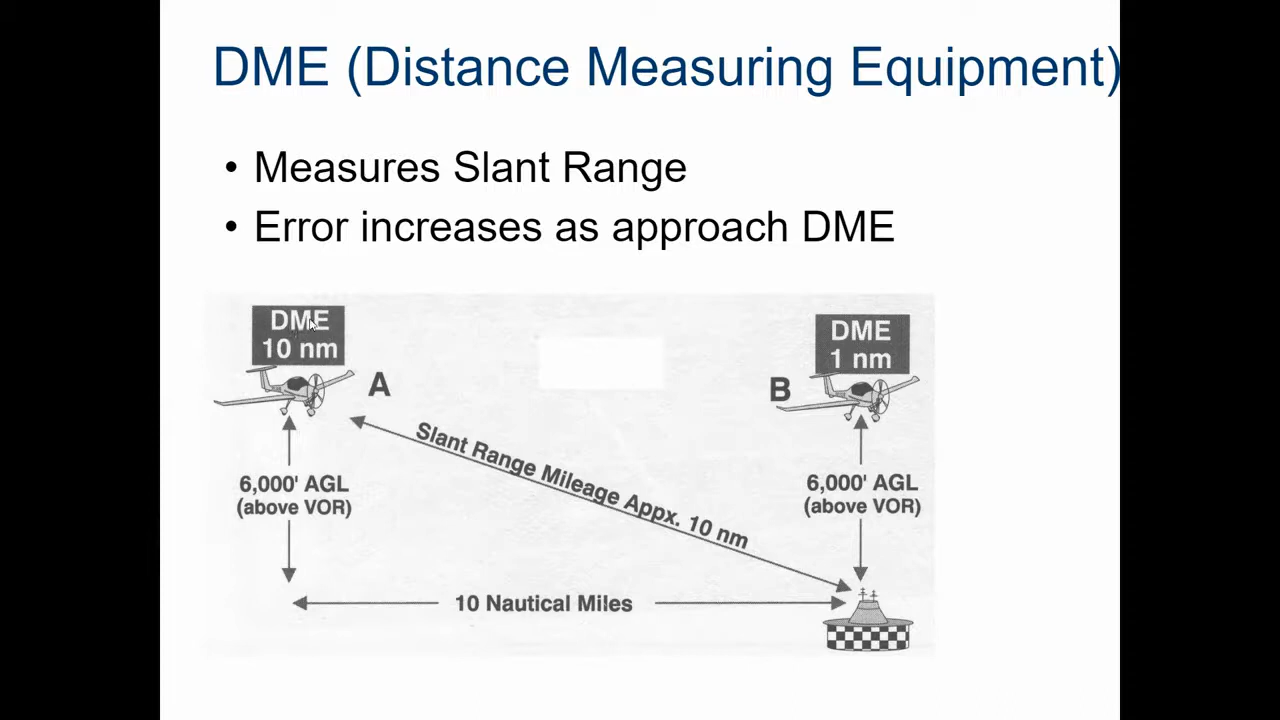 DME (Distance Measuring Equipment)
• Measures Slant Range
• Error increases as approach DME
DME
10 nm
A
DME
1 nm
B
Slant Range Mileage Appx. 10 nm
6,000' AGL
(above VOR)
6,000' AGL
(above VOR)
10 Nautical Miles